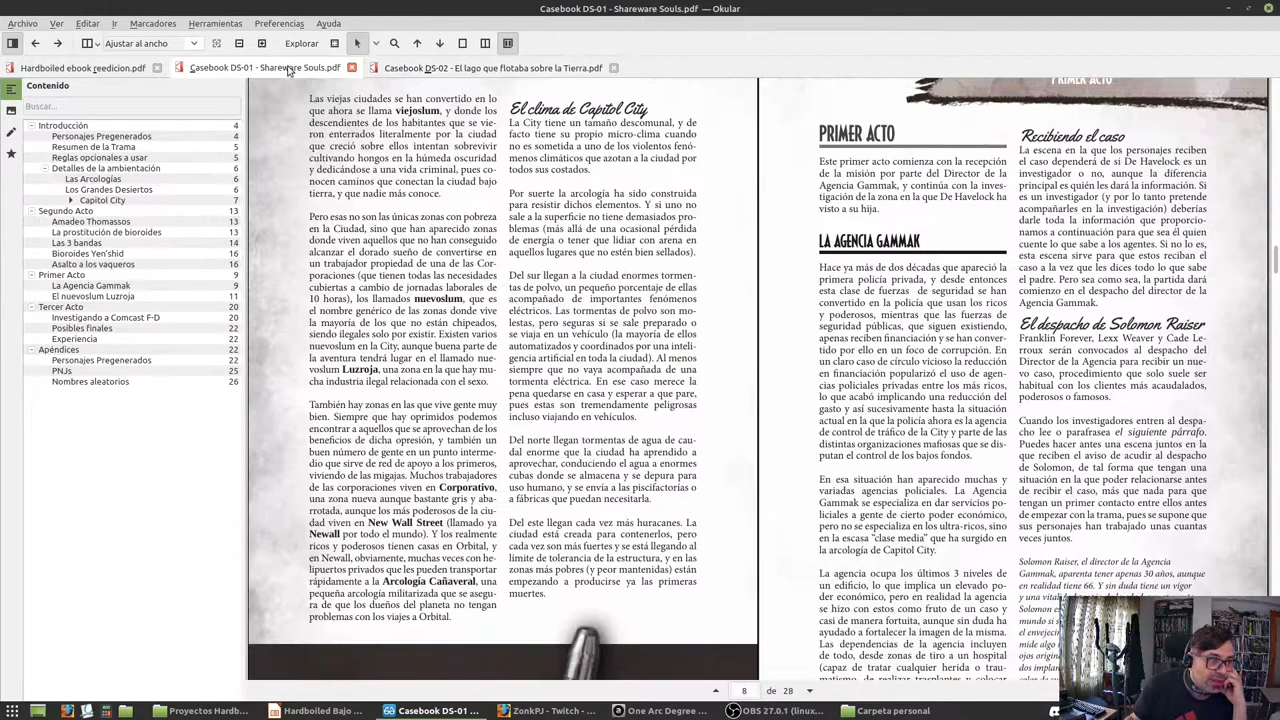 Casebook DS-01 - Shareware Souls.pdf — Okular
Archivo Ver Editar Ir Marcadores Herramientas Preferencias Ayuda
Ajustar al ancho Explorar
Hardboiled ebook reedicion.pdf Casebook DS-01 - Shareware Souls.pdf Casebook DS-02 - El lago que flotaba sobre la Tierra.pdf
Contenido
Buscar...
Introducción 4
Personajes Pregenerados 4
Resumen de la Trama 5
Reglas opcionales a usar 5
Detalles de la ambientación 6
Las Arcologías 6
Los Grandes Desiertos 6
Capitol City 7
Segundo Acto 13
Amadeo Thomassos 13
La prostitución de bioroides 13
Las 3 bandas 14
Bioroides Yen'shid 16
Asalto a los vaqueros 16
Primer Acto 9
La Agencia Gammak 9
El nuevoslum Luzroja 11
Tercer Acto 20
Investigando a Comcast F-D 20
Posibles finales 22
Experiencia 22
Apéndices 22
Personajes Pregenerados 22
PNJs 25
Nombres aleatorios 26
Las viejas ciudades se han convertido en lo
que ahora se llama viejoslum, y donde los
descendientes de los habitantes que se vie-
ron enterrados literalmente por la ciudad
que creció sobre ellos intentan sobrevivir
cultivando hongos en la húmeda oscuridad
y dedicándose a una vida criminal, pues co-
nocen caminos que conectan la ciudad bajo
tierra, y que nadie más conoce.
Pero esas no son las únicas zonas con pobreza
en la Ciudad, sino que han aparecido zonas
donde viven aquellos que no han conseguido
alcanzar el dorado sueño de convertirse en
un trabajador propiedad de una de las Cor-
poraciones (que tienen todas las necesidades
cubiertas a cambio de jornadas laborales de
10 horas), los llamados nuevoslum, que es
el nombre genérico de las zonas donde vive
la mayoría de los que no están chipeados,
siendo ilegales solo por existir. Existen varios
nuevoslum en la City, aunque buena parte de
la aventura tendrá lugar en el llamado nue-
voslum Luzroja, una zona en la que hay mu-
cha industria ilegal relacionada con el sexo.
También hay zonas en las que vive gente muy
bien. Siempre que hay oprimidos podemos
encontrar a aquellos que se aprovechan de los
beneficios de dicha opresión, y también un
buen número de gente en un punto interme-
dio que sirve de red de apoyo a los primeros,
viviendo de las migajas. Muchos trabajadores
de las corporaciones viven en Corporativo,
una zona nueva aunque bastante gris y aba-
rrotada, aunque los más poderosos de la ciu-
dad viven en New Wall Street (llamado ya
Newall por todo el mundo). Y los realmente
ricos y poderosos tienen casas en Orbital, y
en Newall, obviamente, muchas veces con he-
lipuertos privados que les pueden transportar
rápidamente a la Arcología Cañaveral, una
pequeña arcología militarizada que se asegu-
ra de que los dueños del planeta no tengan
problemas con los viajes a Orbital.
El clima de Capitol City
La City tiene un tamaño descomunal, y de
facto tiene su propio micro-clima cuando
no es sometida a uno de los violentos fenó-
menos climáticos que azotan a la ciudad por
todos sus costados.
Por suerte la arcología ha sido construida
para resistir dichos elementos. Y si uno no
sale a la superficie no tiene demasiados pro-
blemas (más allá de una ocasional pérdida
de energía o tener que lidiar con arena en
aquellos lugares que no estén bien sellados).
Del sur llegan a la ciudad enormes tormen-
tas de polvo, un pequeño porcentaje de ellas
acompañado de importantes fenómenos
eléctricos. Las tormentas de polvo son mo-
lestas, pero seguras si se sale preparado o
se viaja en un vehículo (la mayoría de ellos
automatizados y coordinados por una inteli-
gencia artificial en toda la ciudad). Al menos
siempre que no vaya acompañada de una
tormenta eléctrica. En ese caso merece la
pena quedarse en casa y esperar a que pare,
pues estas son tremendamente peligrosas
incluso viajando en vehículos.
Del norte llegan tormentas de agua de cau-
dal enorme que la ciudad ha aprendido a
aprovechar, conduciendo el agua a enormes
cubas donde se almacena y se depura para
uso humano, y se envía a las piscifactorías o
a fábricas que puedan necesitarla.
Del este llegan cada vez más huracanes. La
ciudad está creada para contenerlos, pero
cada vez son más fuertes y se está llegando al
límite de tolerancia de la estructura, y en las
zonas más pobres (y peor mantenidas) están
empezando a producirse ya las primeras
muertes.
PRIMER ACTO
PRIMER ACTO
Este primer acto comienza con la recepción
de la misión por parte del Director de la
Agencia Gammak, y continúa con la inves-
tigación de la zona en la que De Havelock ha
visto a su hija.
LA AGENCIA GAMMAK
Hace ya más de dos décadas que apareció la
primera policía privada, y desde entonces
esta clase de fuerzas de seguridad se han
convertido en la policía que usan los ricos
y poderosos, mientras que las fuerzas de
seguridad públicas, que siguen existiendo,
apenas reciben financiación y se han conver-
tido por ello en un foco de corrupción. En
un claro caso de círculo vicioso la reducción
en financiación popularizó el uso de agen-
cias policiales privadas entre los más ricos,
lo que acabó implicando una reducción del
gasto y así sucesivamente hasta la situación
actual en la que la policía ahora es la agencia
de control de tráfico de la City y parte de las
distintas organizaciones mafiosas que se dis-
putan el control de los bajos fondos.
En esa situación han aparecido muchas y
variadas agencias policiales. La Agencia
Gammak se especializa en dar servicios po-
liciales a gente de cierto poder económico,
pero no se especializa en los ultra-ricos, sino
en la escasa "clase media" que ha surgido en
la arcología de Capitol City.
La agencia ocupa los últimos 3 niveles de
un edificio, lo que implica un elevado po-
der económico, pero en realidad la agencia
se hizo con estos como fruto de un caso y
casi de manera fortuita, aunque sin duda ha
ayudado a fortalecer la imagen de la misma.
Las dependencias de la agencia incluyen
de todo, desde zonas de tiro a un hospital
(capaz de tratar cualquier herida o trau-
matismo, de realizar trasplantes y colocar
Recibiendo el caso
La escena en la que los personajes reciben
el caso dependerá de si De Havelock es un
investigador o no, aunque la diferencia
principal es quién les dará la información. Si
es un investigador (y por lo tanto pretende
acompañarles en la investigación) deberías
darle toda la información que proporcio-
namos a continuación para que sea él quien
cuente lo que sabe a los agentes. Si no lo es,
esta escena sirve para que estos reciban el
caso a la vez que les dices todo lo que sabe
el padre. Pero sea como sea, la partida dará
comienzo en el despacho del director de la
Agencia Gammak.
El despacho de Solomon Raiser
Franklin Forever, Lexx Weaver y Cade Le-
rroux serán convocados al despacho del
Director de la Agencia para recibir un nue-
vo caso, procedimiento que solo suele ser
habitual con los clientes más acaudalados,
poderosos o famosos.
Cuando los investigadores entren al despa-
cho lee o parafrasea el siguiente párrafo.
Puedes hacer antes una escena juntos en
la que reciben el aviso de acudir al despacho
de Solomon, de tal forma que tengan una
situación en la que poder relacionarse antes
de recibir el caso, más que nada para que
tengan un primer contacto entre ellos antes
de empezar con la trama, pues se supone que
sus personajes han trabajado unas cuantas
veces juntos.
Solomon Raiser, el director de la Agencia
Gammak, aparenta tener apenas 30 años, aunque
en realidad tiene 66. Y sin duda tiene un vigor
8 de 28
Proyectos Hardb... Hardboiled Bajo ... Casebook DS-01 ... ZonkPJ - Twitch - ... One Arc Degree ... OBS 27.0.1 (linux... Carpeta personal